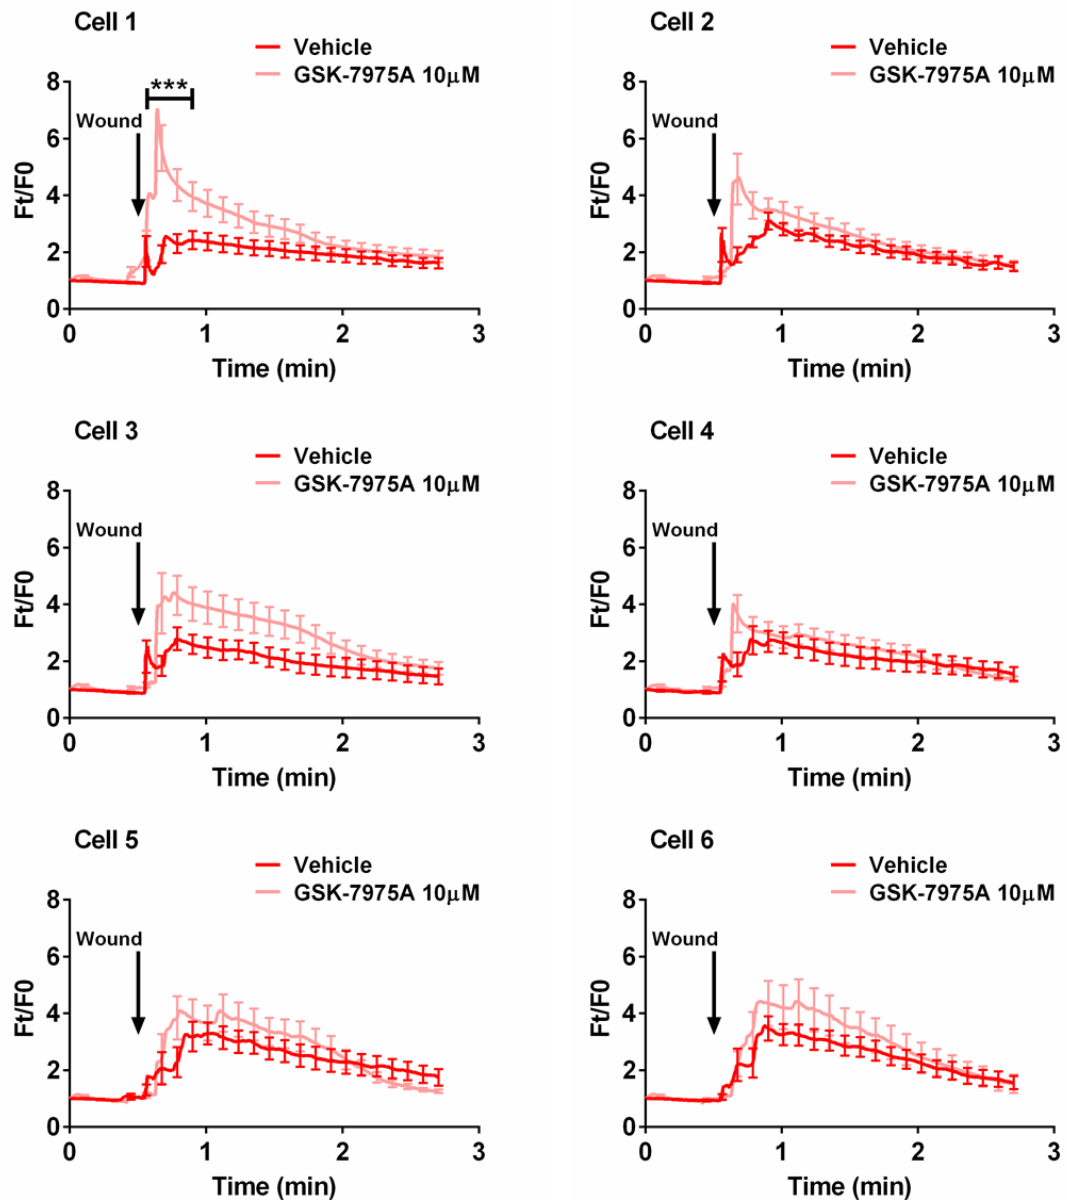 Cell 1
Vehicle
GSK-7975A 10μM
***
Wound
8
6
4
2
0
Ft/F0
0 1 2 3
Time (min)
Cell 2
Vehicle
GSK-7975A 10μM
Wound
8
6
4
2
0
Ft/F0
0 1 2 3
Time (min)
Cell 3
Vehicle
GSK-7975A 10μM
Wound
8
6
4
2
0
Ft/F0
0 1 2 3
Time (min)
Cell 4
Vehicle
GSK-7975A 10μM
Wound
8
6
4
2
0
Ft/F0
0 1 2 3
Time (min)
Cell 5
Vehicle
GSK-7975A 10μM
Wound
8
6
4
2
0
Ft/F0
0 1 2 3
Time (min)
Cell 6
Vehicle
GSK-7975A 10μM
Wound
8
6
4
2
0
Ft/F0
0 1 2 3
Time (min)